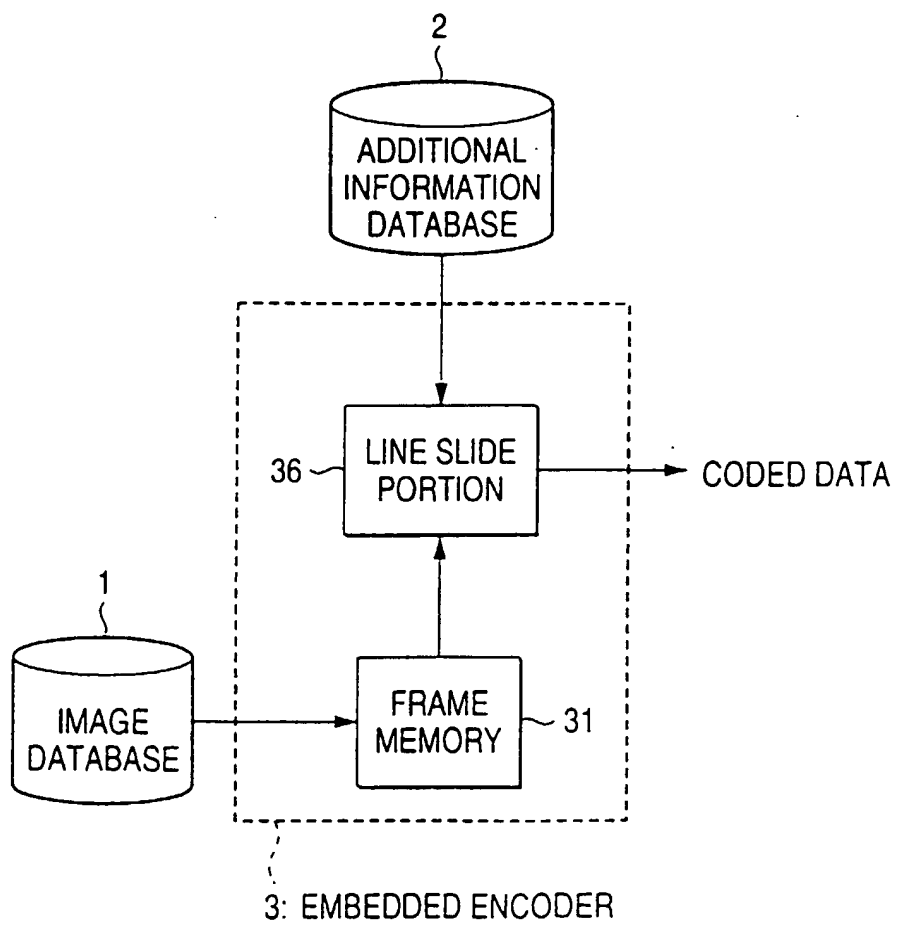 2
ADDITIONAL
INFORMATION
DATABASE
36
LINE SLIDE
PORTION
CODED DATA
1
IMAGE
DATABASE
FRAME
MEMORY
31
3: EMBEDDED ENCODER